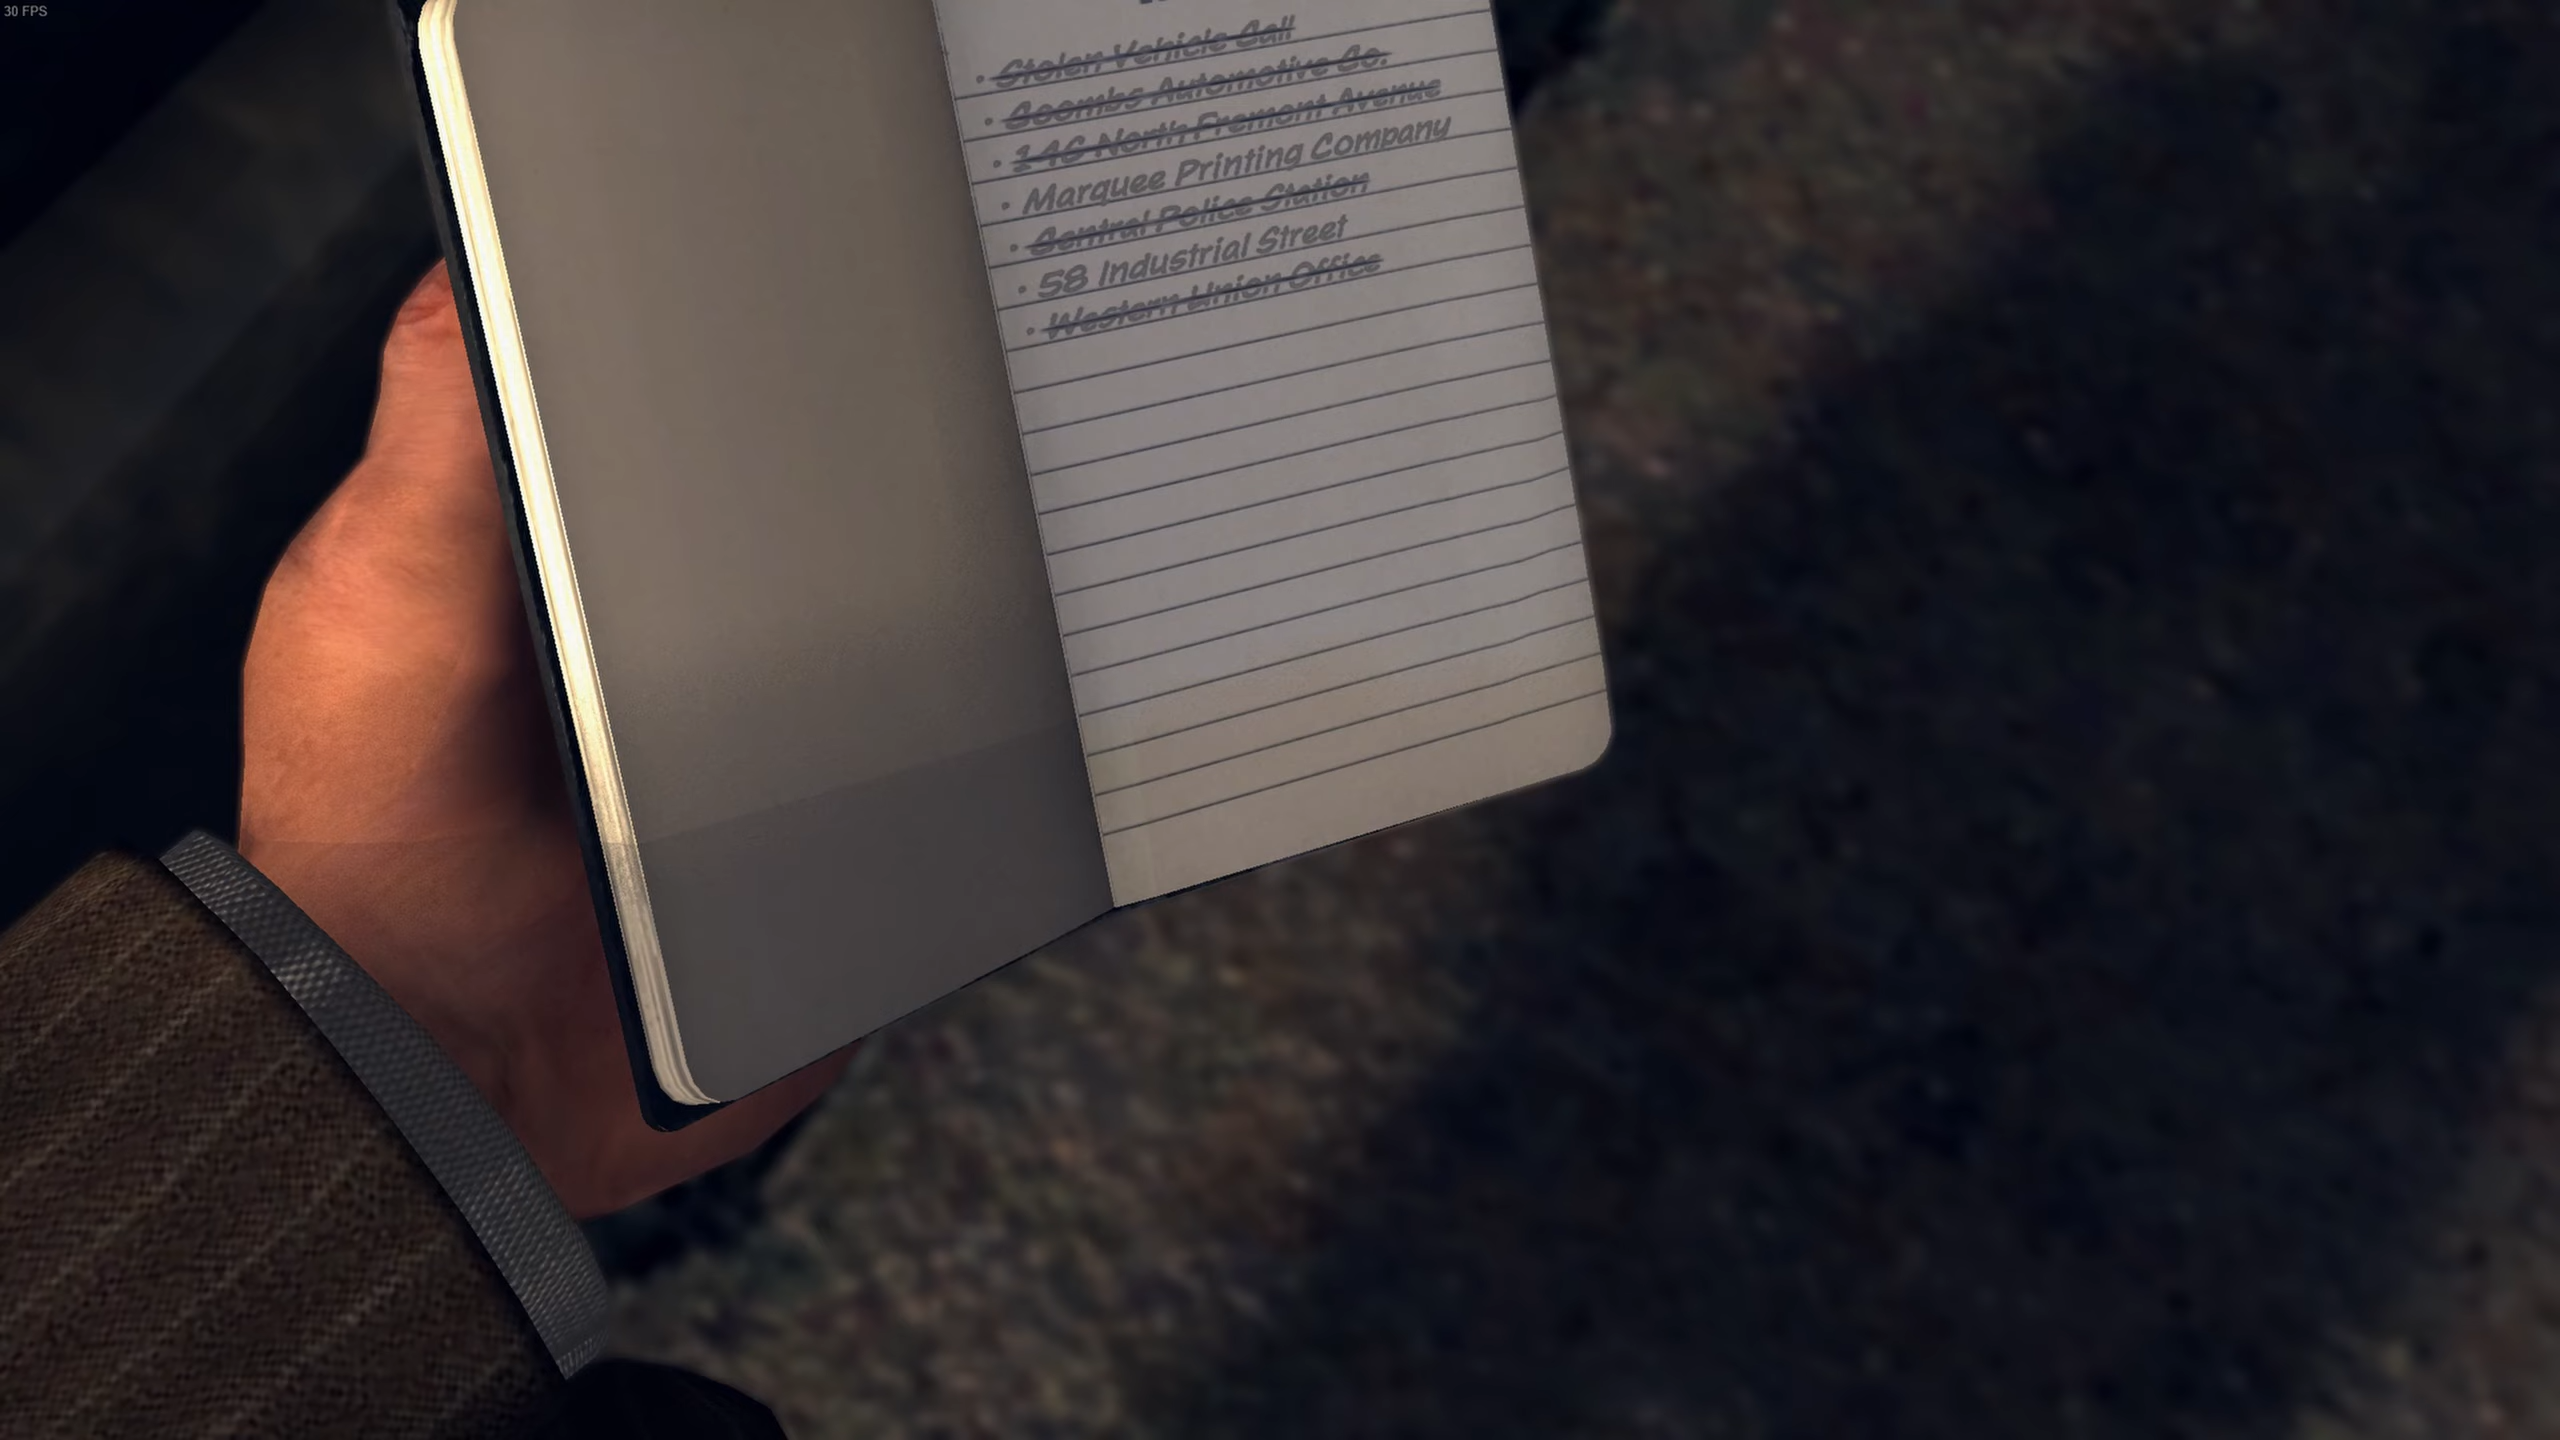 30 FPS
• Stolen Vehicle Call
• Coombs Automotive Co.
• 146 North Fremont Avenue
• Marquee Printing Company
• Central Police Station
• 58 Industrial Street
• Western Union Office